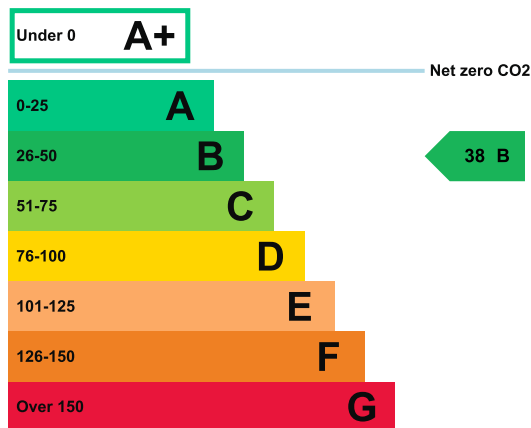 Under 0 A+
Net zero CO2
0-25 A
26-50 B
38 B
51-75 C
76-100 D
101-125 E
126-150 F
Over 150 G